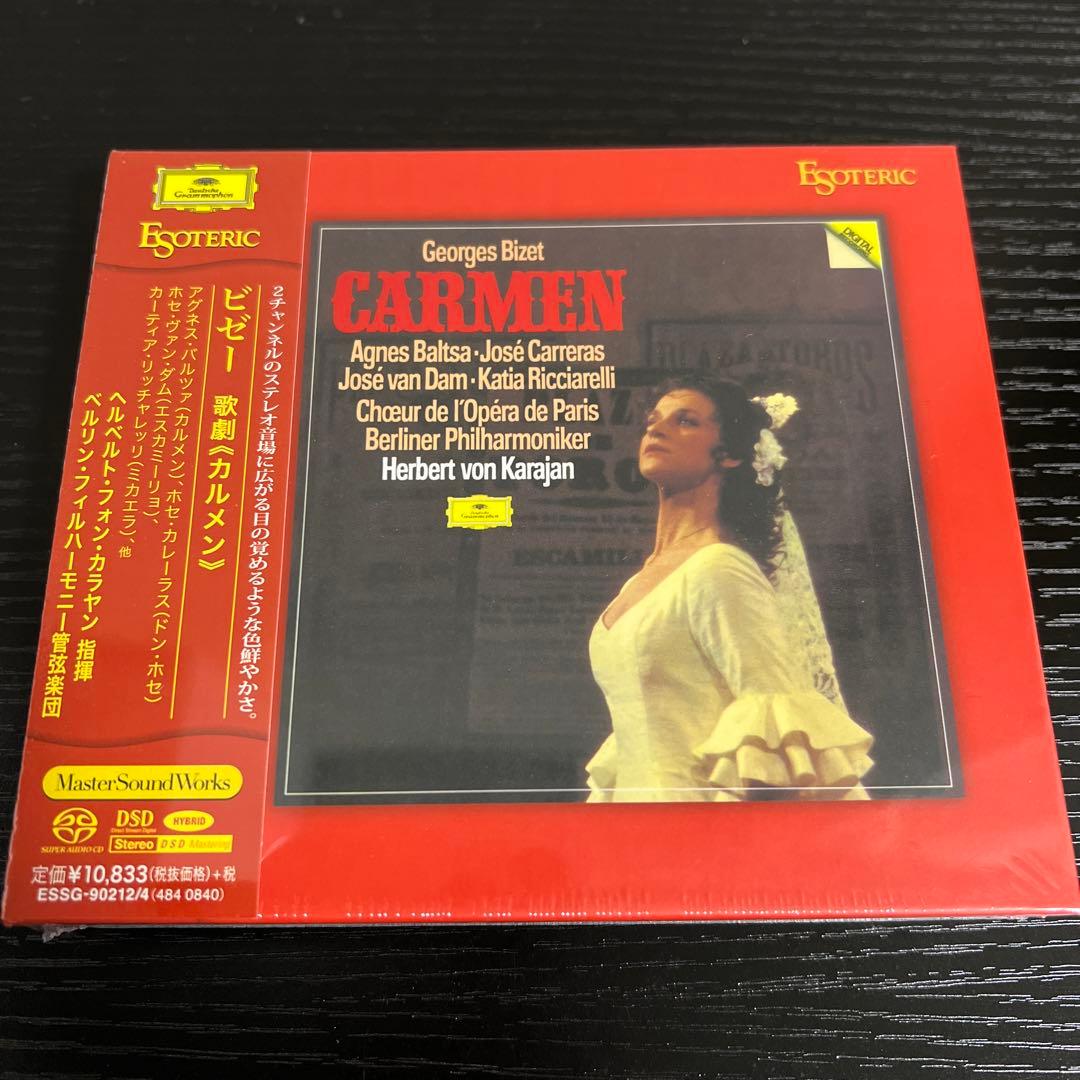 Deutsche
Grammophon
ESOTERIC
2チャンネルのステレオ音場に広がる目の覚めるような色鮮やかさ。
ビゼー 歌劇《カルメン》
アグネス・バルツァ(カルメン)、ホセ・カレーラス(ドン・ホセ)
ホセ・ヴァン・ダム(エスカミーリョ)、
カーティア・リッチャレッリ(ミカエラ)、他
ヘルベルト・フォン・カラヤン 指揮
ベルリン・フィルハーモニー管弦楽団
MasterSoundWorks
SUPER AUDIO CD
DSD
Direct Stream Digital
HYBRID
Stereo DSD Mastering
定価¥10,833(税抜価格)+税
ESSG-90212/4 (484 0840)
ESOTERIC
DIGITAL
Georges Bizet
CARMEN
Agnes Baltsa・José Carreras
José van Dam・Katia Ricciarelli
Chœur de l'Opéra de Paris
Berliner Philharmoniker
Herbert von Karajan
Deutsche
Grammophon